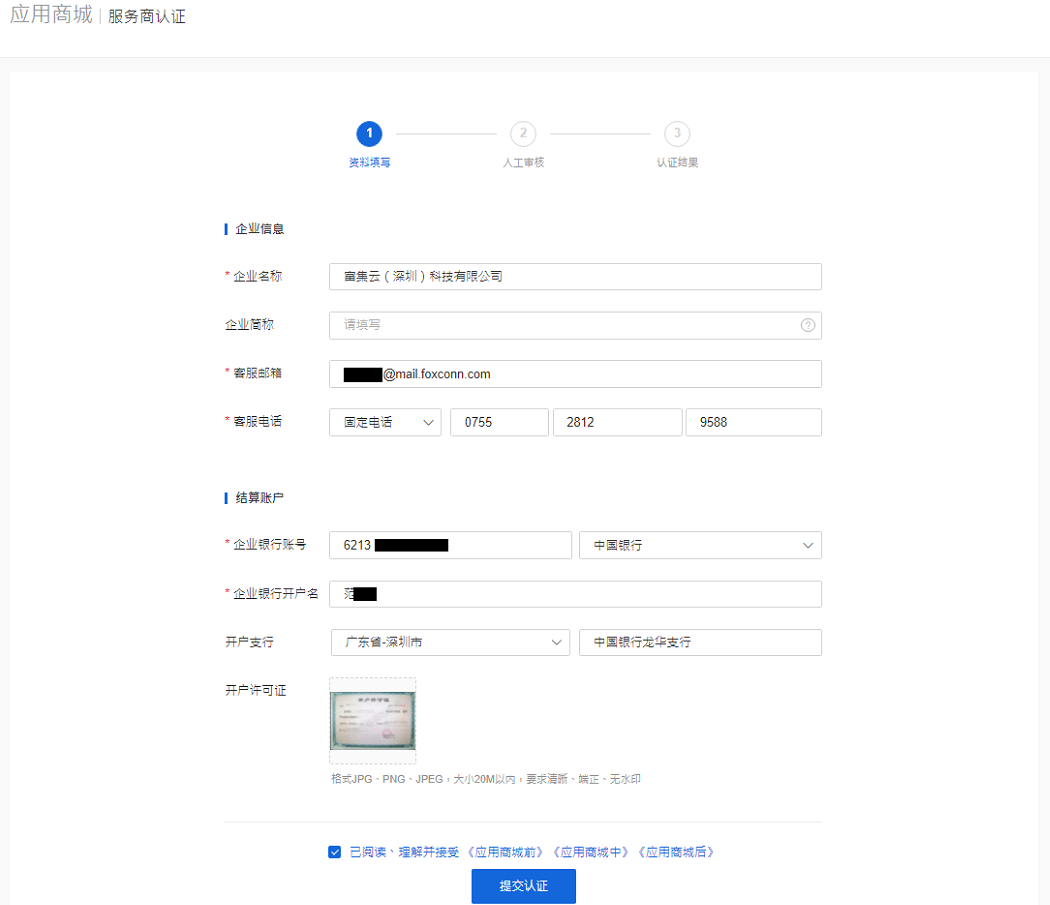 应用商城 | 服务商认证
1 2 3
资料填写 人工审核 认证结果
企业信息
* 企业名称 富集云（深圳）科技有限公司
企业简称 请填写 ?
* 客服邮箱 @mail.foxconn.com
* 客服电话 固定电话 0755 2812 9588
结算账户
* 企业银行账号 6213 中国银行
* 企业银行开户名 范
开户支行 广东省-深圳市 中国银行龙华支行
开户许可证
开户许可证
格式JPG、PNG、JPEG，大小20M以内，要求清晰、端正、无水印
已阅读、理解并接受 《应用商城前》《应用商城中》《应用商城后》
提交认证